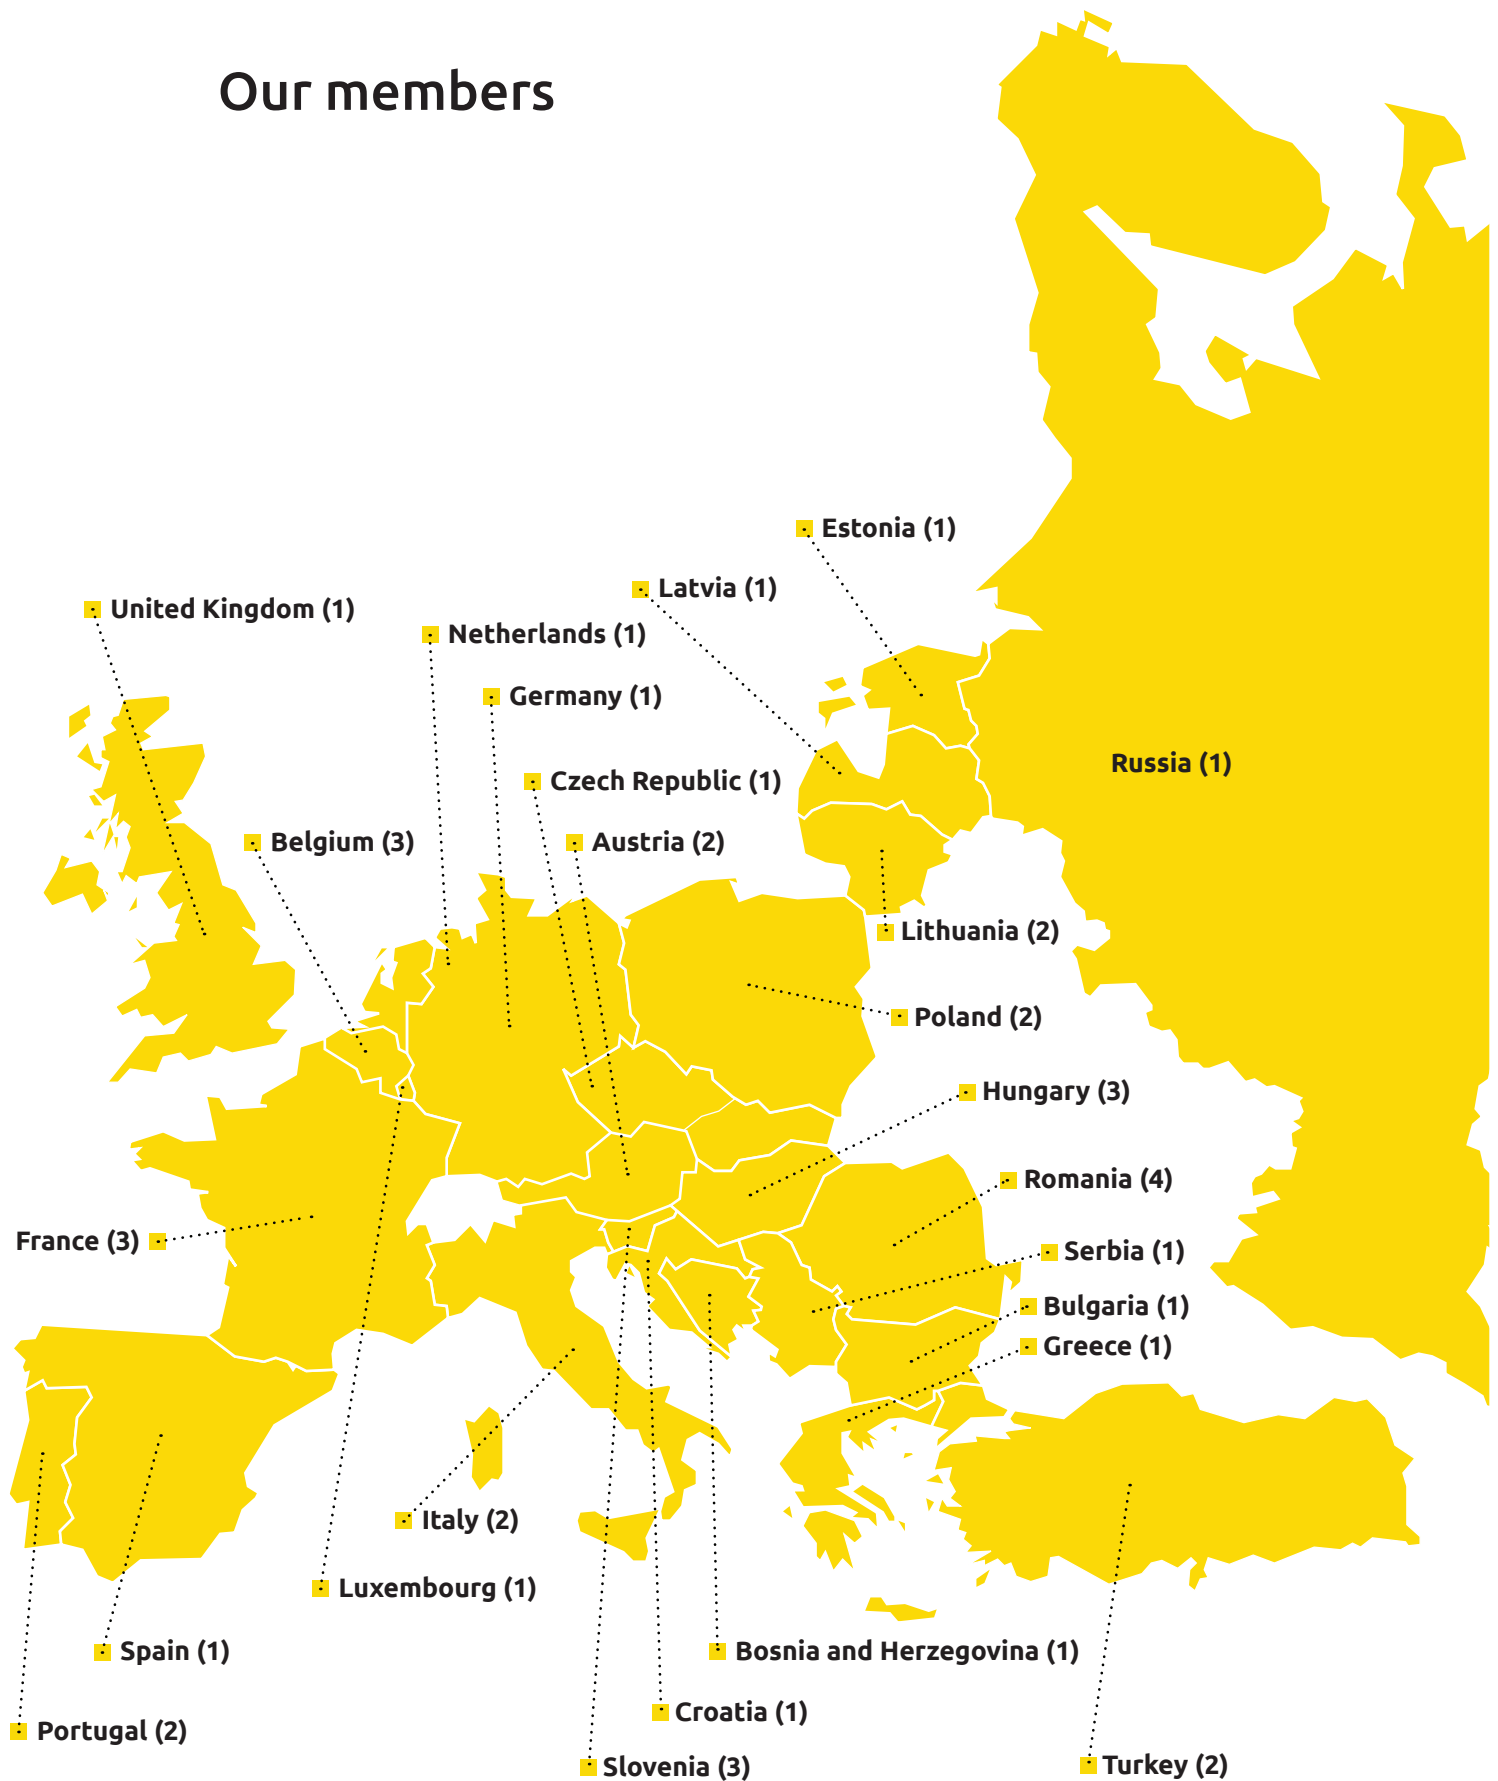 Our members
Estonia (1)
Latvia (1)
United Kingdom (1)
Netherlands (1)
Germany (1)
Russia (1)
Czech Republic (1)
Belgium (3)
Austria (2)
Lithuania (2)
Poland (2)
Hungary (3)
Romania (4)
France (3)
Serbia (1)
Bulgaria (1)
Greece (1)
Italy (2)
Luxembourg (1)
Spain (1)
Bosnia and Herzegovina (1)
Croatia (1)
Portugal (2)
Slovenia (3)
Turkey (2)